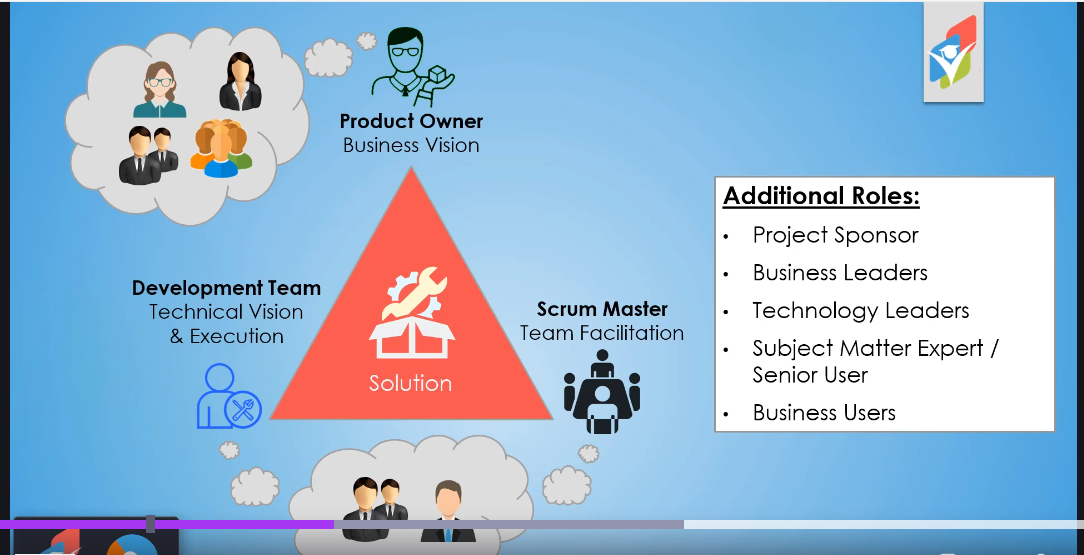 Product Owner
Business Vision
Development Team
Technical Vision
& Execution
Scrum Master
Team Facilitation
Solution
Additional Roles:
• Project Sponsor
• Business Leaders
• Technology Leaders
• Subject Matter Expert /
Senior User
• Business Users